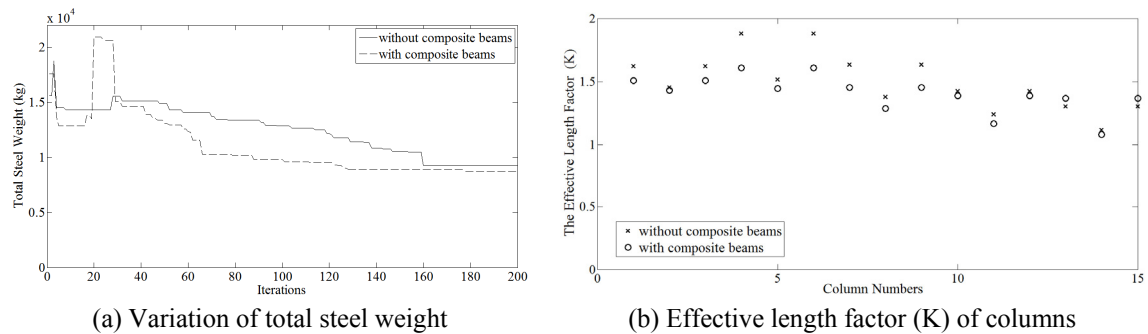 x 10⁴
2
1.5
1
0.5
0
Total Steel Weight (kg)
without composite beams
with composite beams
0 20 40 60 80 100 120 140 160 180 200
Iterations
(a) Variation of total steel weight
2
1.5
1
0.5
0
The Effective Length Factor (K)
without composite beams
with composite beams
0 5 10 15
Column Numbers
(b) Effective length factor (K) of columns